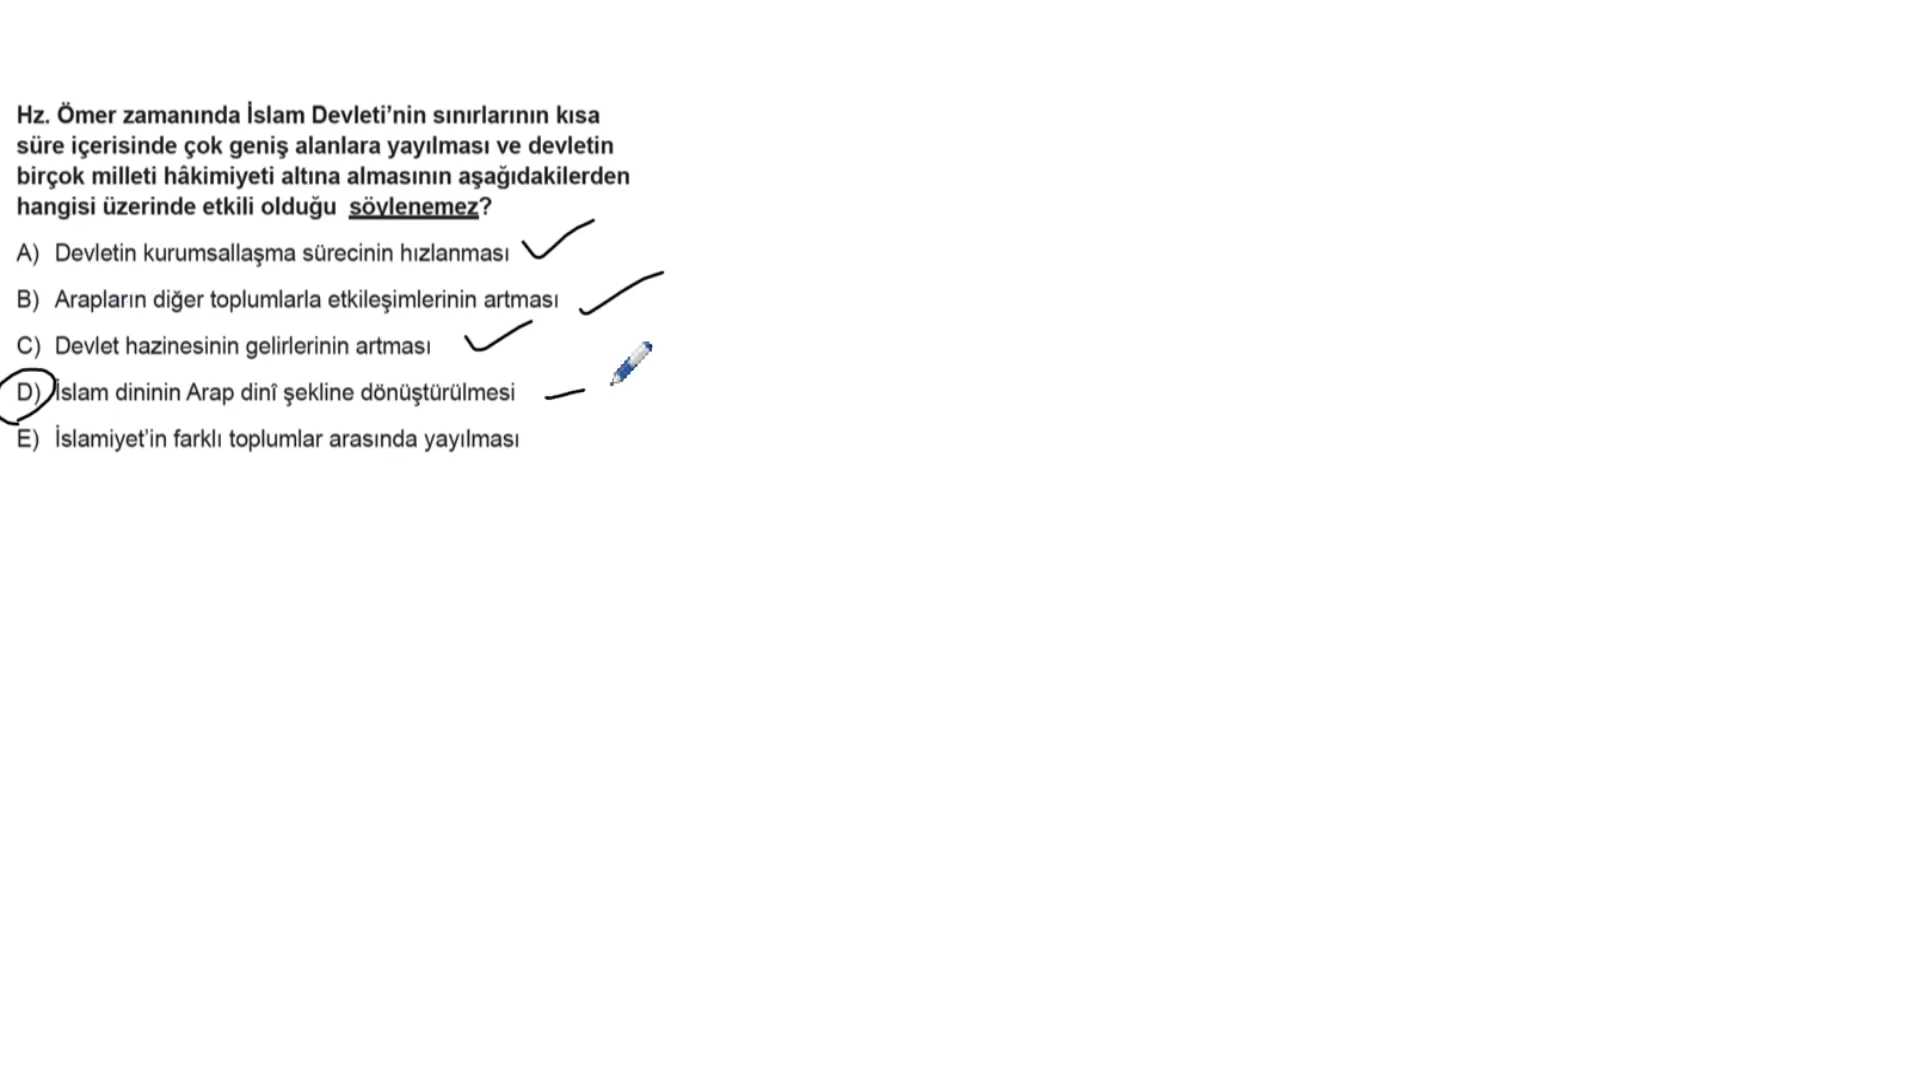 Hz. Ömer zamanında İslam Devleti’nin sınırlarının kısa
süre içerisinde çok geniş alanlara yayılması ve devletin
birçok milleti hâkimiyeti altına almasının aşağıdakilerden
hangisi üzerinde etkili olduğu söylenemez?
A) Devletin kurumsallaşma sürecinin hızlanması
B) Arapların diğer toplumlarla etkileşimlerinin artması
C) Devlet hazinesinin gelirlerinin artması
D) İslam dininin Arap dinî şekline dönüştürülmesi
E) İslamiyet’in farklı toplumlar arasında yayılması